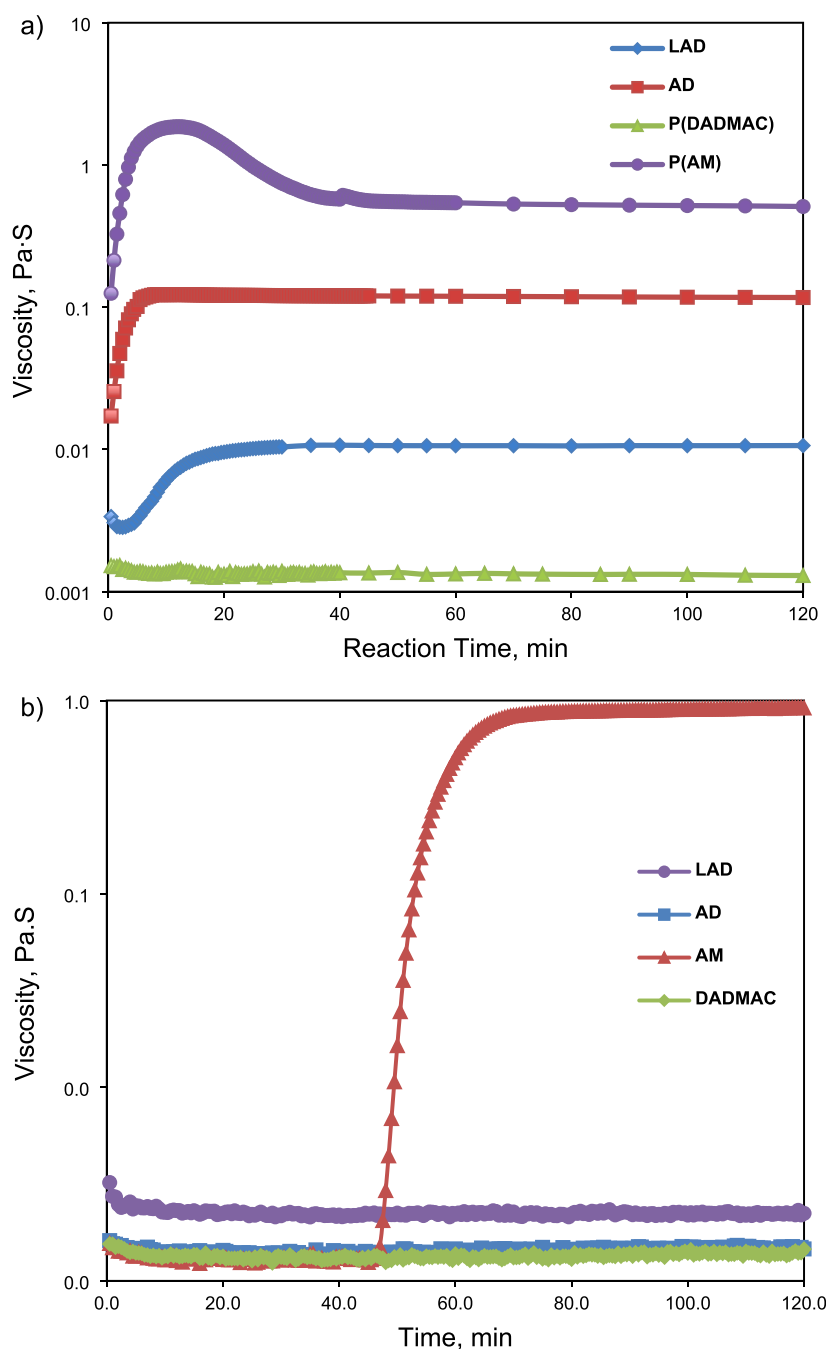 a)
10
1
0.1
0.01
0.001
Viscosity, Pa·S
LAD
AD
P(DADMAC)
P(AM)
0 20 40 60 80 100 120
Reaction Time, min
b)
1.0
0.1
0.0
0.0
Viscosity, Pa.S
LAD
AD
AM
DADMAC
0.0 20.0 40.0 60.0 80.0 100.0 120.0
Time, min